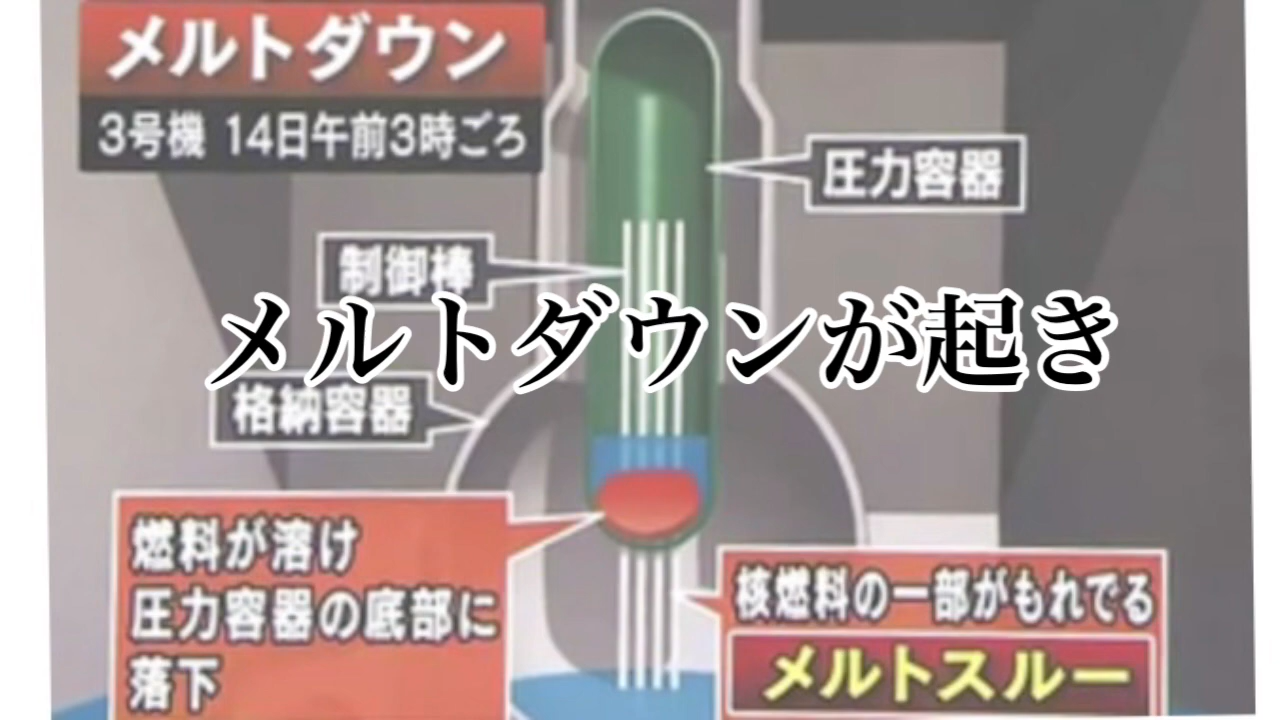 メルトダウン
3号機 14日午前3時ごろ
圧力容器
制御棒
メルトダウンが起き
格納容器
燃料が溶け
圧力容器の底部に
落下
核燃料の一部がもれでる
メルトスルー